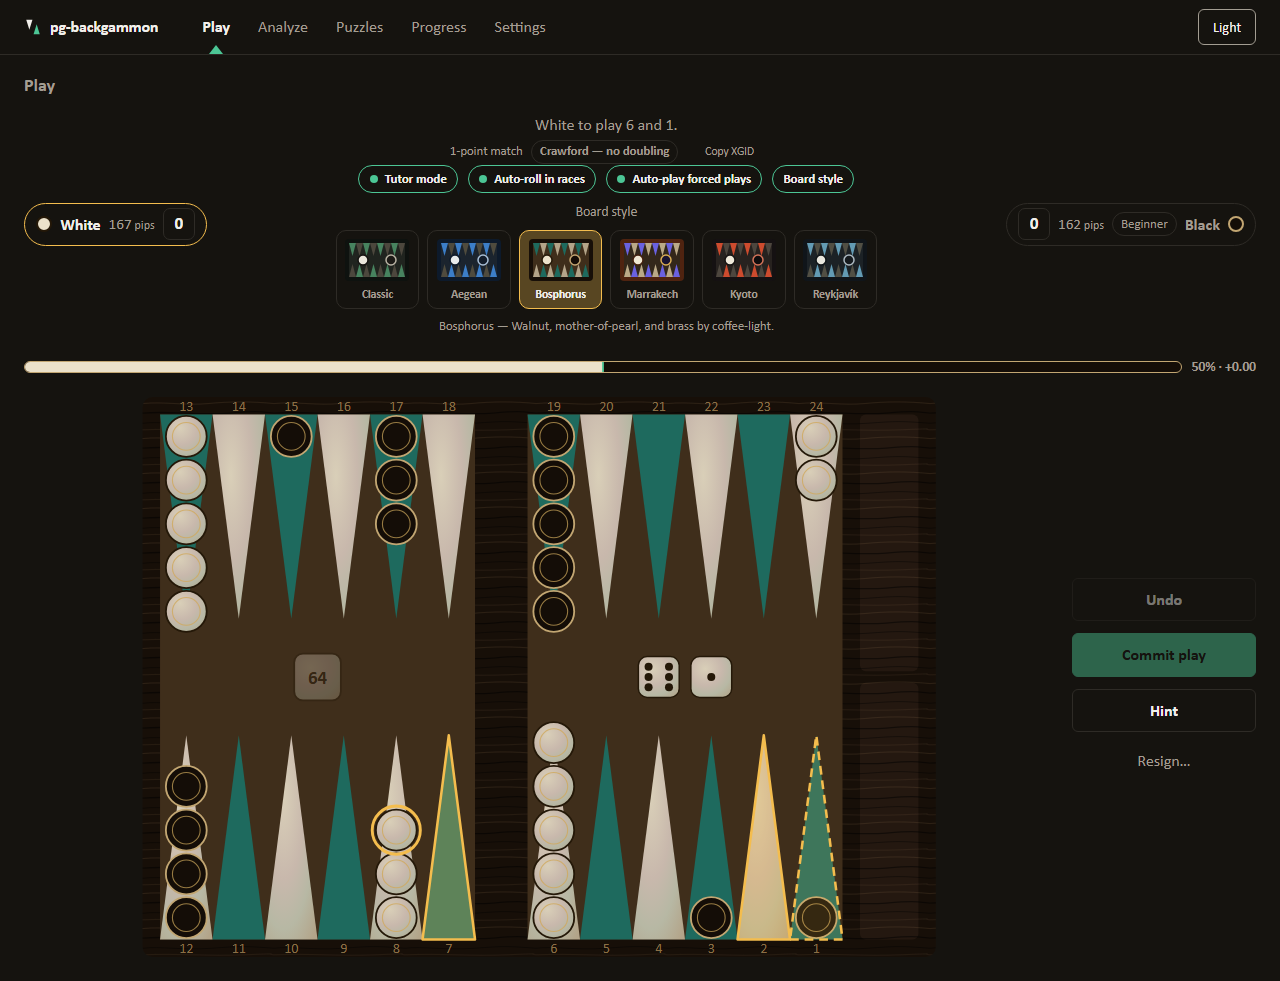 pg-backgammon Play Analyze Puzzles Progress Settings Light
Play
White to play 6 and 1.
1-point match Crawford — no doubling Copy XGID
Tutor mode Auto-roll in races Auto-play forced plays Board style
White 167 pips 0
Board style
0 162 pips Beginner Black
Classic Aegean Bosphorus Marrakech Kyoto Reykjavik
Bosphorus — Walnut, mother-of-pearl, and brass by coffee-light.
50% · +0.00
13 14 15 16 17 18 19 20 21 22 23 24
64
Undo
Commit play
Hint
Resign...
12 11 10 9 8 7 6 5 4 3 2 1